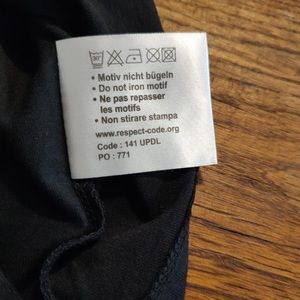 30°
• Motiv nicht bügeln
• Do not iron motif
• Ne pas repasser
les motifs
• Non stirare stampa
www.respect-code.org
Code : 141 UPDL
PO : 771